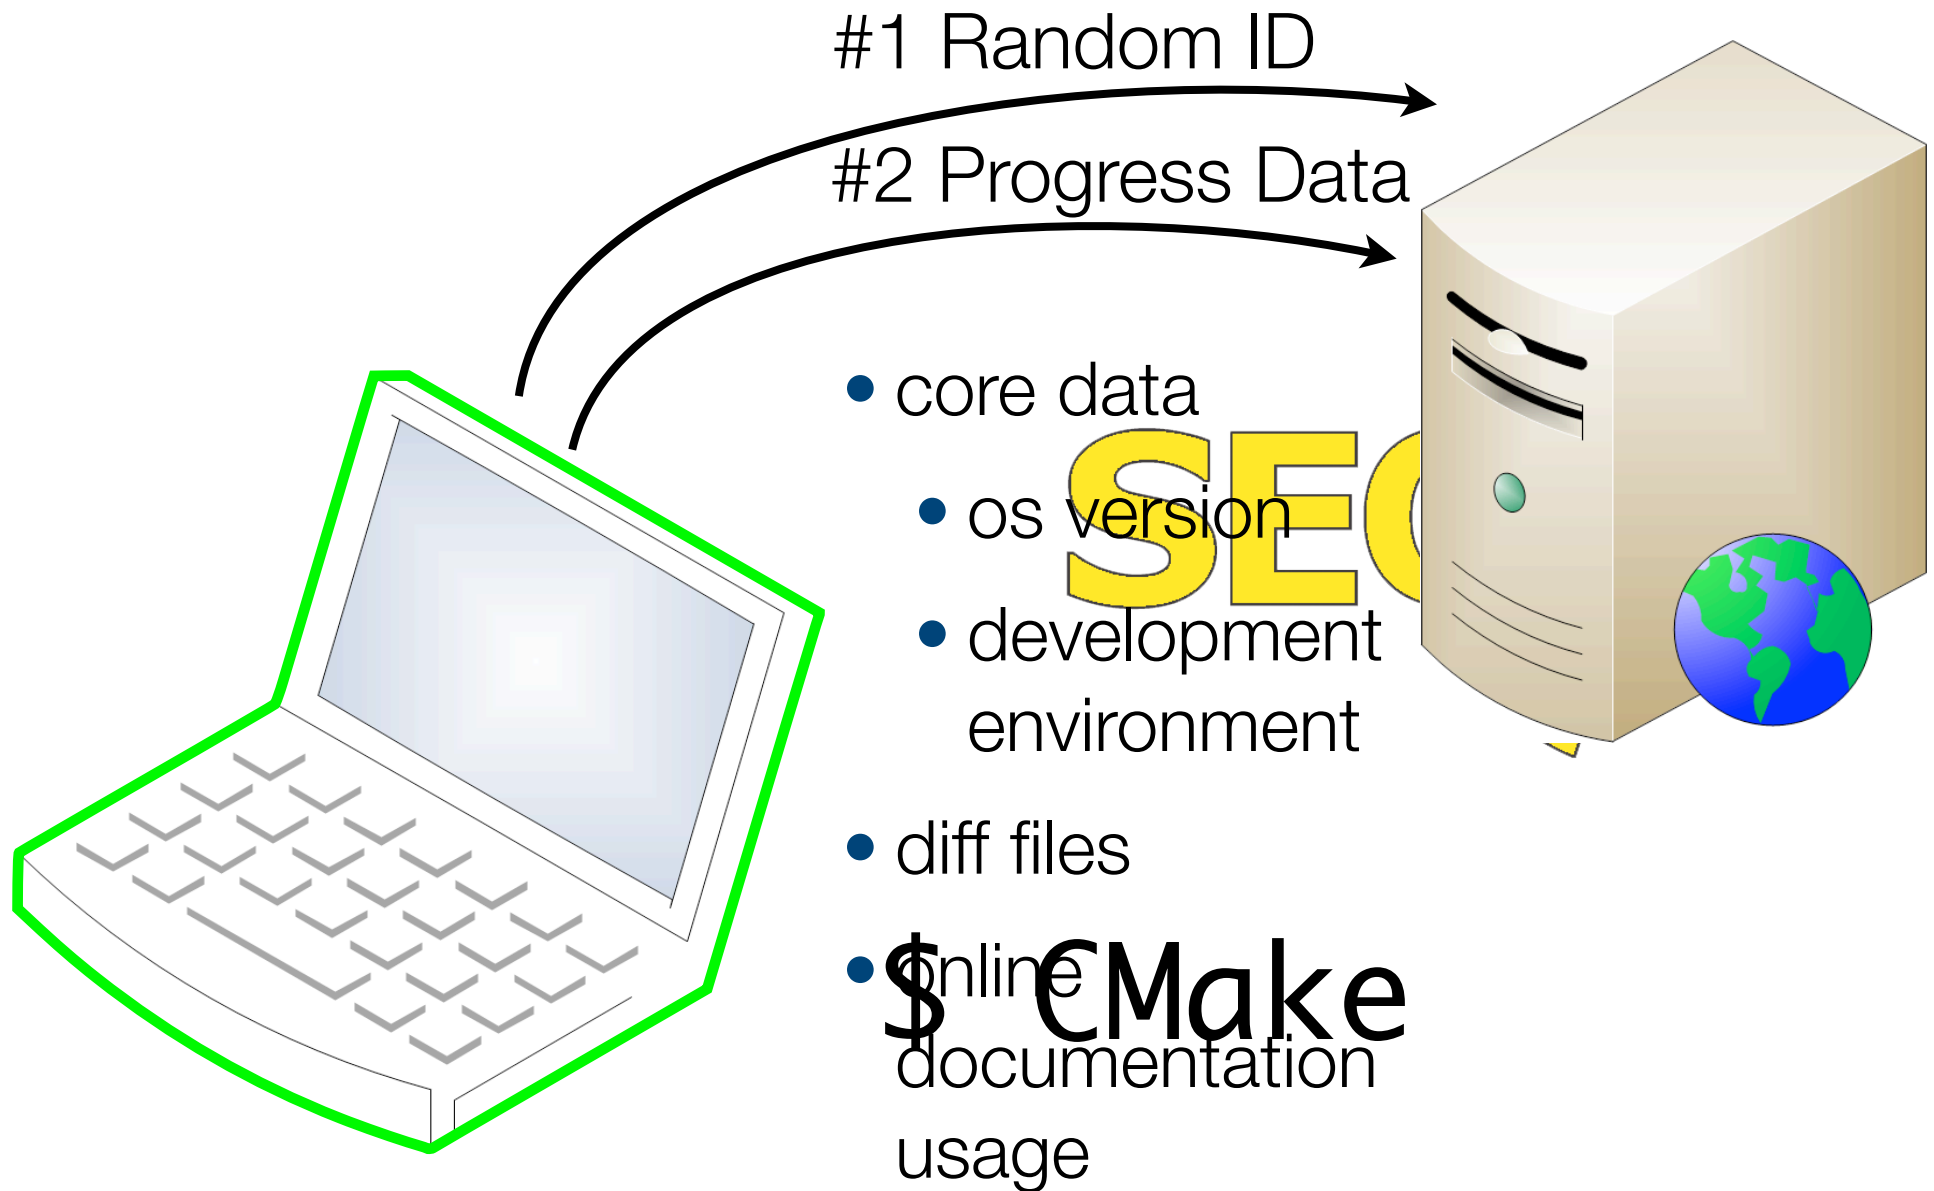 #1 Random ID
#2 Progress Data
• core data
• os version
• development
environment
• diff files
• online
$ CMake
documentation
usage